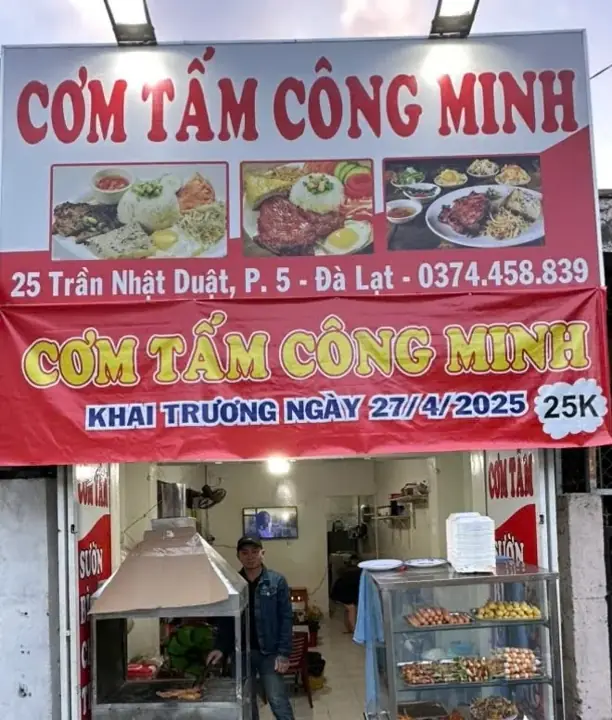 CƠM TẤM CÔNG MINH
25 Trần Nhật Duật, P. 5 - Đà Lạt - 0374.458.839
CƠM TẤM CÔNG MINH
KHAI TRƯƠNG NGÀY 27/4/2025
25K
CƠM TẤM
SƯỜN
CƠM TẤM
SƯỜN